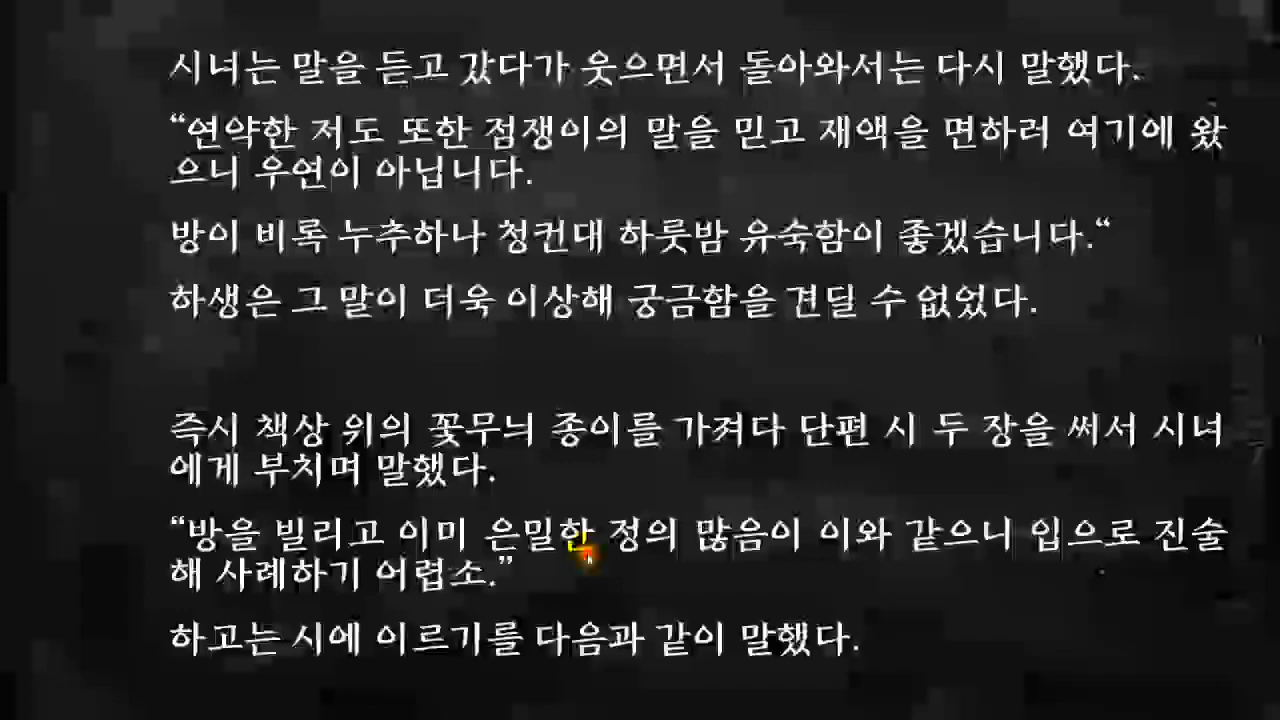 시녀는 말을 듣고 갔다가 웃으면서 돌아와서는 다시 말했다.
“연약한 저도 또한 점쟁이의 말을 믿고 재액을 면하러 여기에 왔
으니 우연이 아닙니다.
방이 비록 누추하나 청컨대 하룻밤 유숙함이 좋겠습니다.“
하생은 그 말이 더욱 이상해 궁금함을 견딜 수 없었다.
즉시 책상 위의 꽃무늬 종이를 가져다 단편 시 두 장을 써서 시녀
에게 부치며 말했다.
“방을 빌리고 이미 은밀한 정의 많음이 이와 같으니 입으로 진술
해 사례하기 어렵소.”
하고는 시에 이르기를 다음과 같이 말했다.